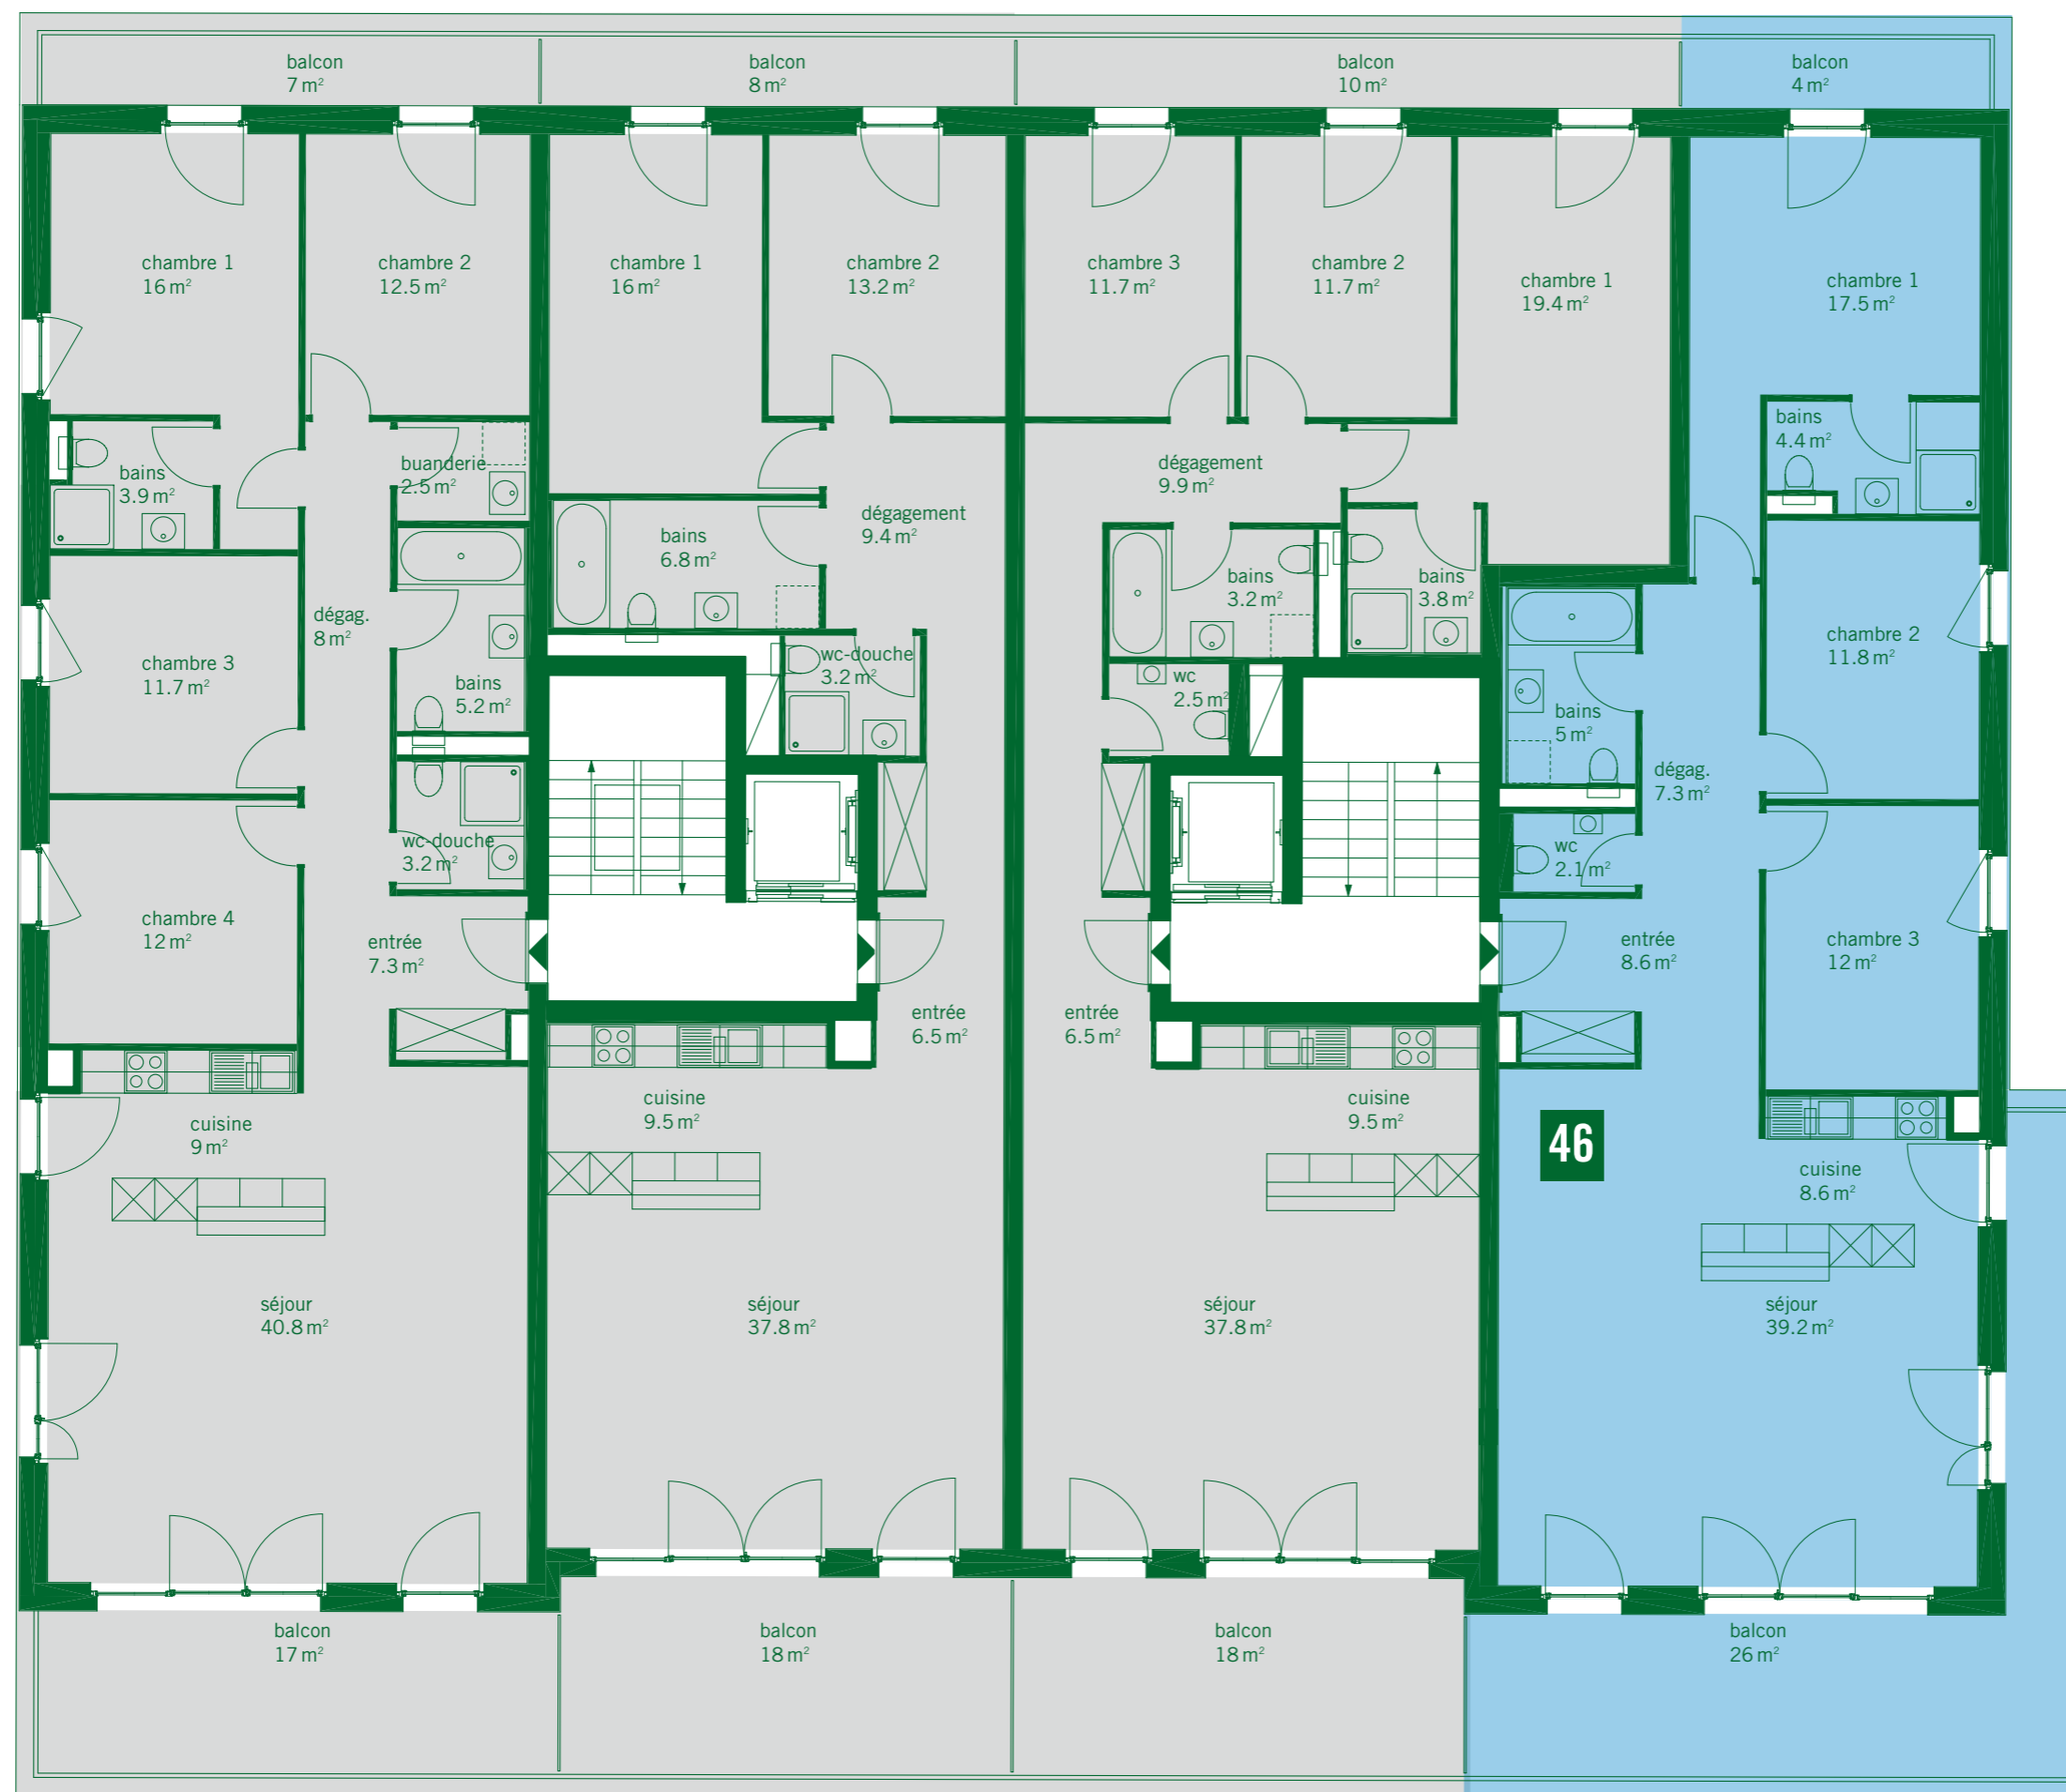 balcon
7 m²
balcon
8 m²
balcon
10 m²
balcon
4 m²
chambre 1
16 m²
chambre 2
12.5 m²
chambre 1
16 m²
chambre 2
13.2 m²
chambre 3
11.7 m²
chambre 2
11.7 m²
chambre 1
19.4 m²
chambre 1
17.5 m²
bains
3.9 m²
buanderie
2.5 m²
dégagement
9.4 m²
bains
6.8 m²
dégagement
9.9 m²
bains
4.4 m²
bains
3.2 m²
bains
3.8 m²
dégag.
8 m²
chambre 3
11.7 m²
bains
5.2 m²
wc-douche
3.2 m²
wc
2.5 m²
bains
5 m²
chambre 2
11.8 m²
dégag.
7.3 m²
wc-douche
3.2 m²
wc
2.1 m²
chambre 4
12 m²
entrée
7.3 m²
entrée
6.5 m²
entrée
6.5 m²
entrée
8.6 m²
chambre 3
12 m²
cuisine
9 m²
cuisine
9.5 m²
cuisine
9.5 m²
46
cuisine
8.6 m²
séjour
40.8 m²
séjour
37.8 m²
séjour
37.8 m²
séjour
39.2 m²
balcon
17 m²
balcon
18 m²
balcon
18 m²
balcon
26 m²